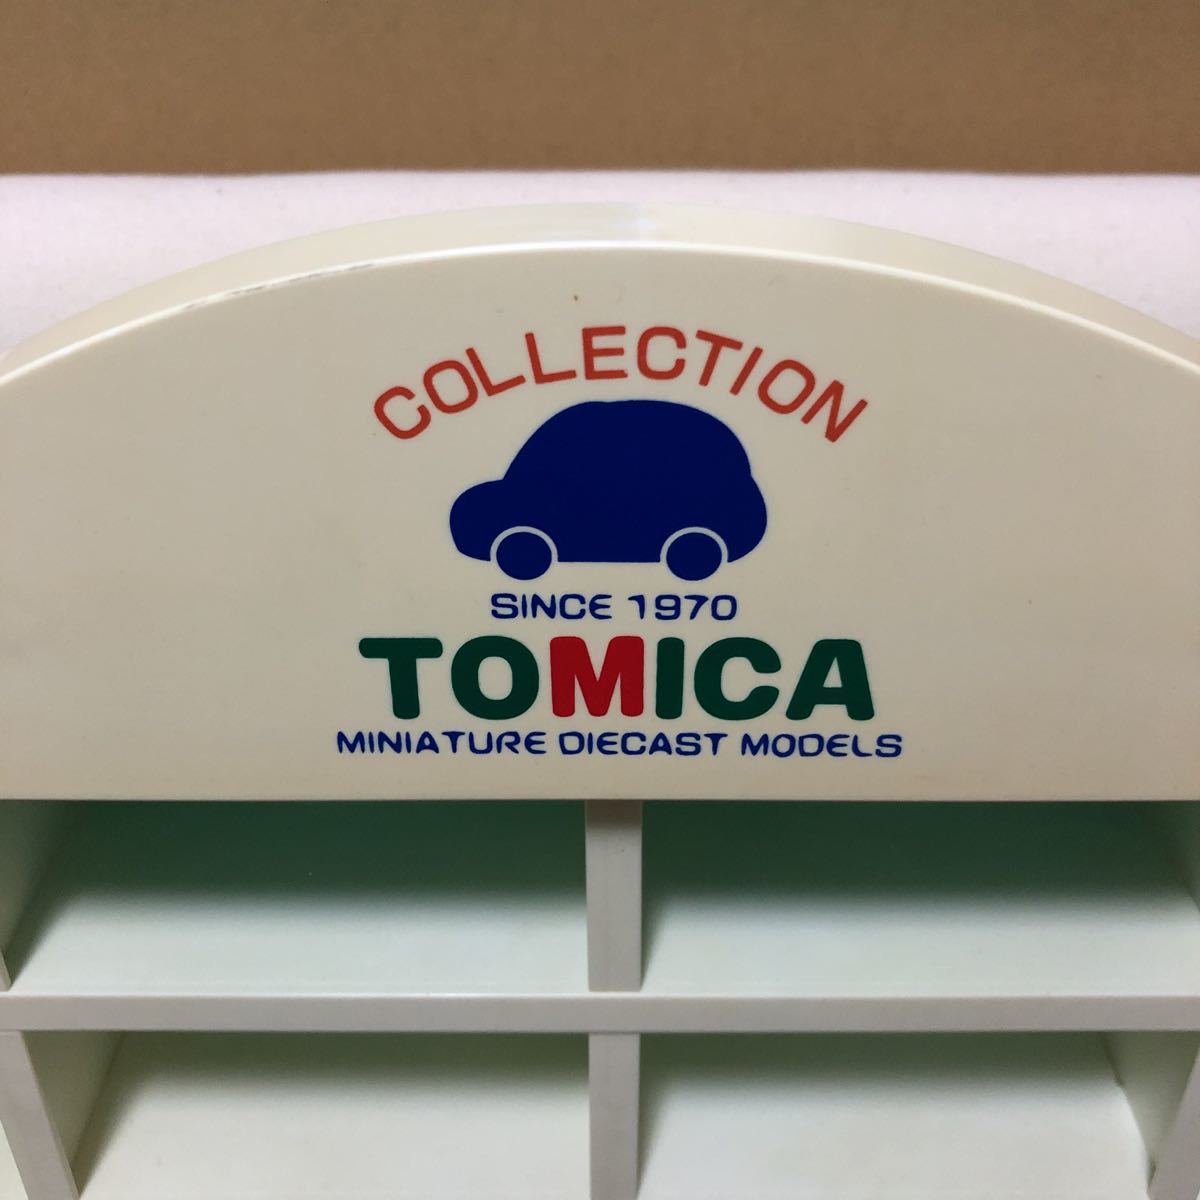 COLLECTION
SINCE 1970
TOMICA
MINIATURE DIECAST MODELS